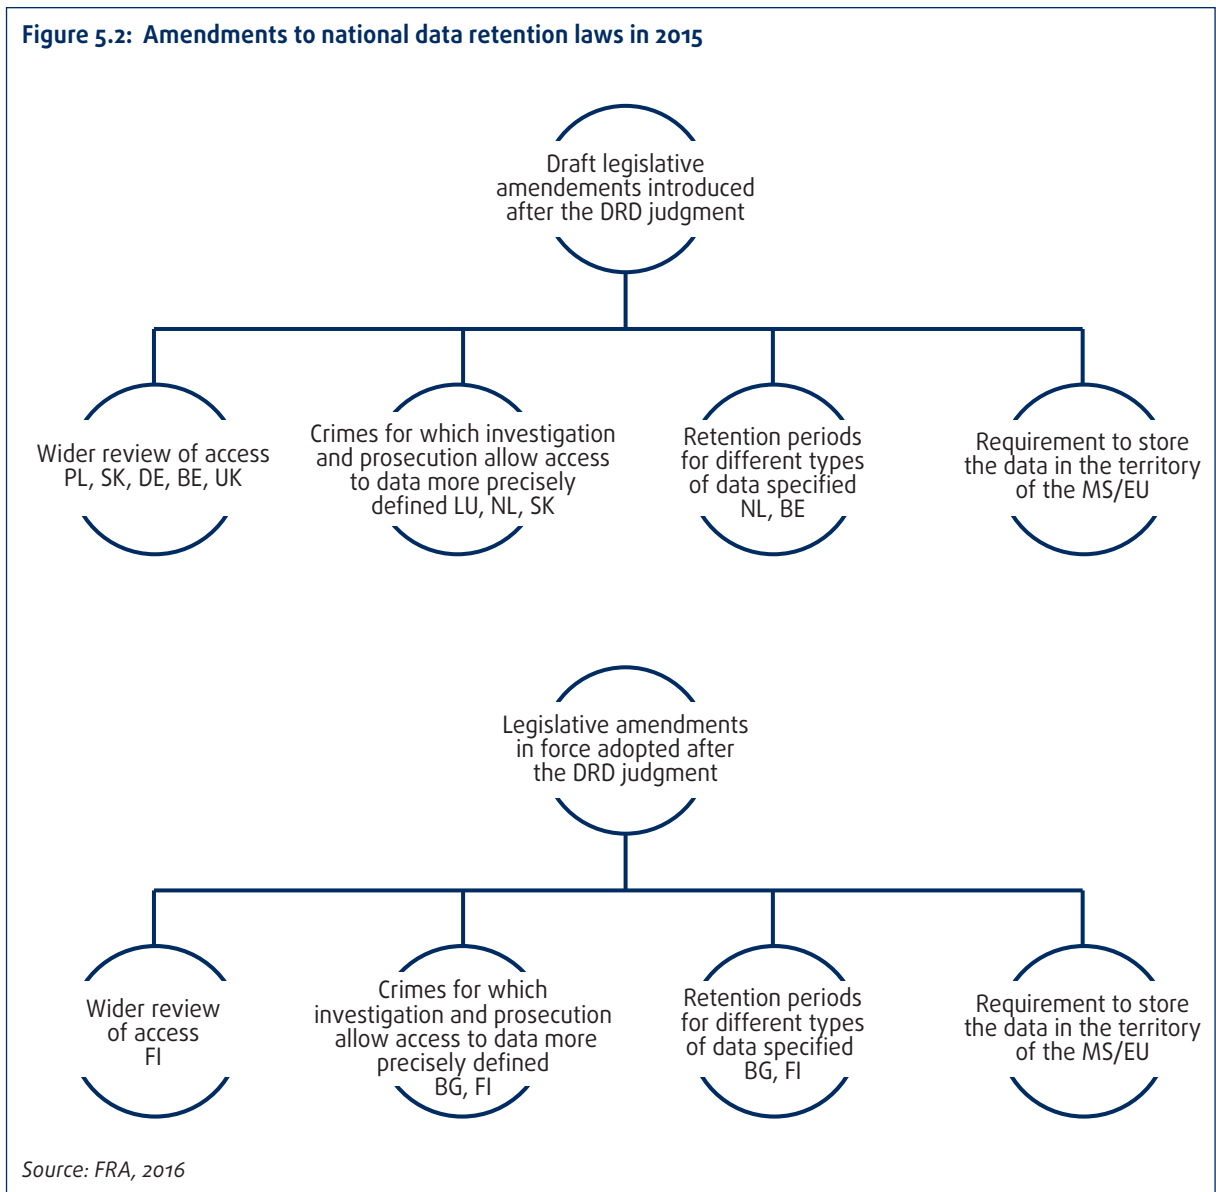 Figure 5.2: Amendments to national data retention laws in 2015
Draft legislative
amendements introduced
after the DRD judgment
Wider review of access
PL, SK, DE, BE, UK
Crimes for which investigation
and prosecution allow access
to data more precisely
defined LU, NL, SK
Retention periods
for different types
of data specified
NL, BE
Requirement to store
the data in the territory
of the MS/EU
Legislative amendments
in force adopted after
the DRD judgment
Wider review
of access
FI
Crimes for which
investigation and prosecution
allow access to data more
precisely defined
BG, FI
Retention periods
for different types
of data specified
BG, FI
Requirement to store
the data in the territory
of the MS/EU
Source: FRA, 2016